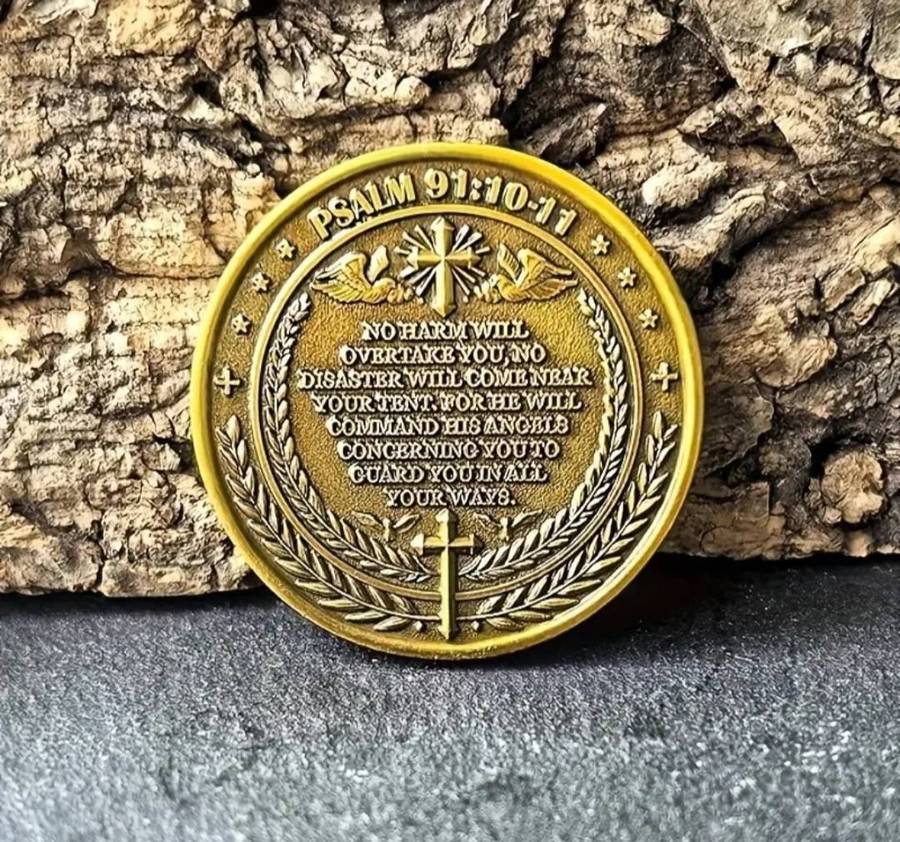 PSALM 91:10-11
NO HARM WILL
OVERTAKE YOU, NO
DISASTER WILL COME NEAR
YOUR TENT. FOR HE WILL
COMMAND HIS ANGELS
CONCERNING YOU TO
GUARD YOU IN ALL
YOUR WAYS.